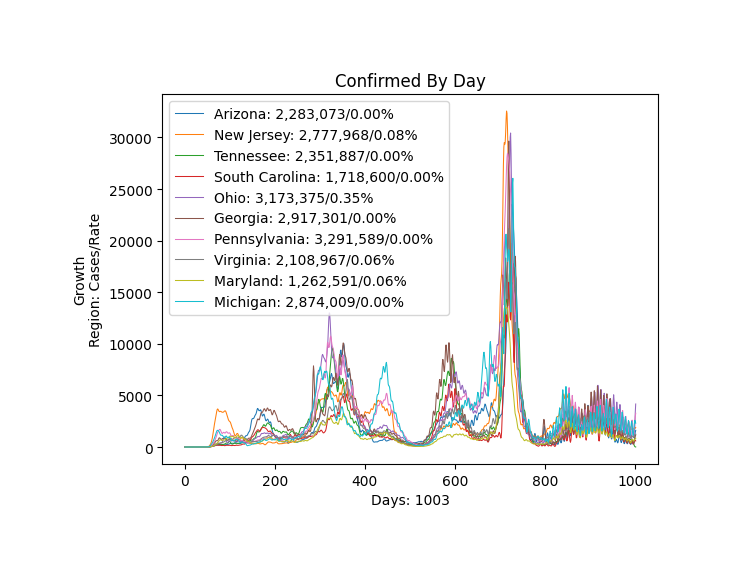 Confirmed By Day
Arizona: 2,283,073/0.00%
New Jersey: 2,777,968/0.08%
Tennessee: 2,351,887/0.00%
South Carolina: 1,718,600/0.00%
Ohio: 3,173,375/0.35%
Georgia: 2,917,301/0.00%
Pennsylvania: 3,291,589/0.00%
Virginia: 2,108,967/0.06%
Maryland: 1,262,591/0.06%
Michigan: 2,874,009/0.00%
30000
25000
20000
15000
10000
5000
0
Growth
Region: Cases/Rate
0 200 400 600 800 1000
Days: 1003